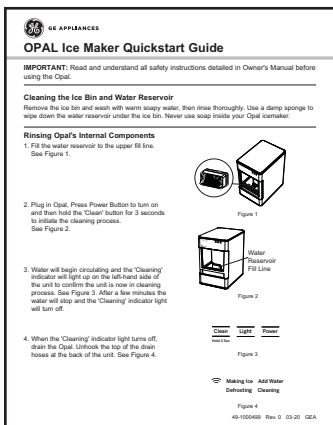 GE APPLIANCES
OPAL Ice Maker Quickstart Guide
IMPORTANT: Read and understand all safety instructions detailed in Owner's Manual before
using the Opal.
Cleaning the Ice Bin and Water Reservoir
Remove the ice bin and wash with warm soapy water, then rinse thoroughly. Use a damp sponge to
wipe down the water reservoir under the ice bin. Never use soap inside your Opal icemaker.
Rinsing Opal's Internal Components
1. Fill the water reservoir to the upper fill line.
See Figure 1.
Figure 1
2. Plug in Opal, Press Power Button to turn on
and then hold the 'Clean' button for 3 seconds
to initiate the cleaning process.
See Figure 2.
Water
Reservoir
Fill Line
Figure 2
3. Water will begin circulating and the 'Cleaning'
indicator will light up on the left-hand side of
the unit to confirm the unit is now in cleaning
process. See Figure 3. After a few minutes the
water will stop and the 'Cleaning' indicator light
will turn off.
Clean Light Power
Hold 3 Sec
Figure 3
4. When the 'Cleaning' indicator light turns off,
drain the Opal. Unhook the top of the drain
hoses at the back of the unit. See Figure 4.
Making Ice Add Water
Defrosting Cleaning
Figure 4
49-1000499 Rev. 0 03-20 GEA